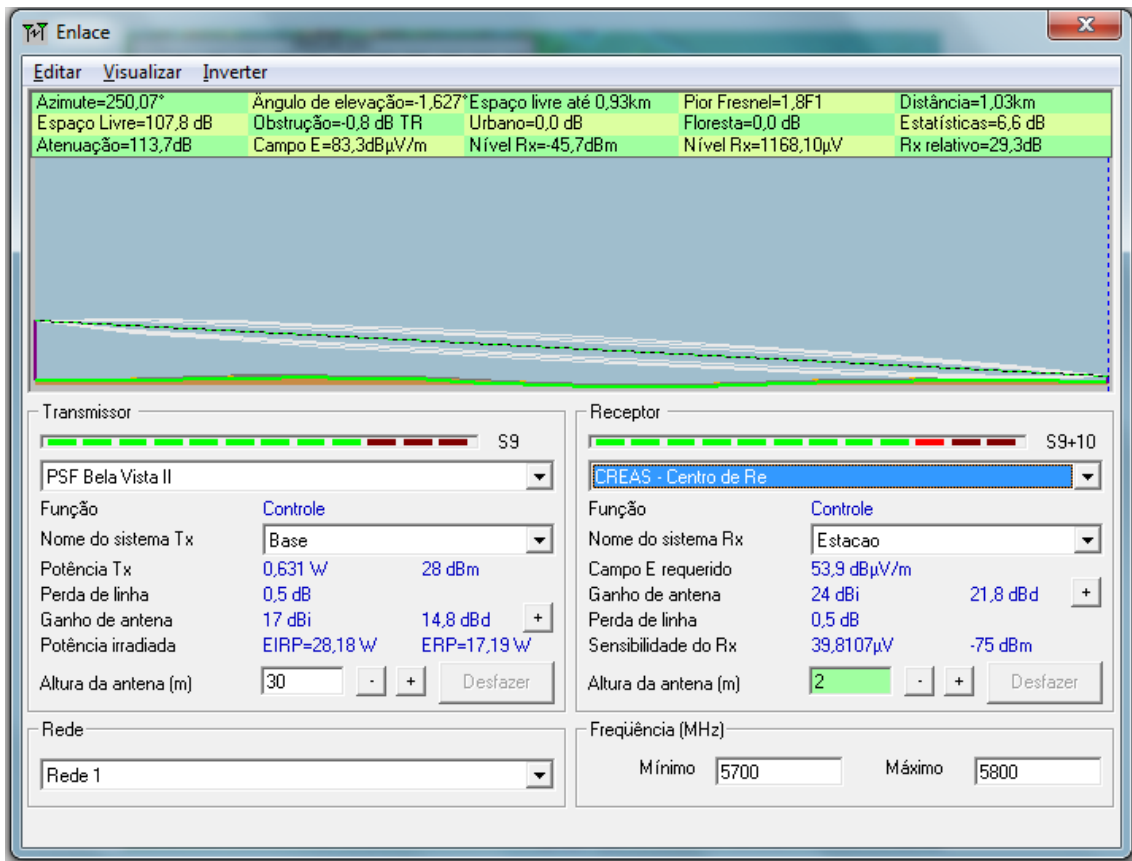 Enlace
Editar Visualizar Inverter
Azimute=250,07° Ângulo de elevação=-1,627° Espaço livre até 0,93km Pior Fresnel=1,8F1 Distância=1,03km
Espaço Livre=107,8 dB Obstrução=-0,8 dB TR Urbano=0,0 dB Floresta=0,0 dB Estatísticas=6,6 dB
Atenuação=113,7dB Campo E=83,3dBµV/m Nível Rx=-45,7dBm Nível Rx=1168,10µV Rx relativo=29,3dB
Transmissor
S9
PSF Bela Vista II
Função Controle
Nome do sistema Tx Base
Potência Tx 0,631 W 28 dBm
Perda de linha 0,5 dB
Ganho de antena 17 dBi 14,8 dBd +
Potência irradiada EIRP=28,18 W ERP=17,19 W
Altura da antena (m) 30 - + Desfazer
Rede
Rede 1
Receptor
S9+10
CREAS - Centro de Re
Função Controle
Nome do sistema Rx Estacao
Campo E requerido 53,9 dBµV/m
Ganho de antena 24 dBi 21,8 dBd +
Perda de linha 0,5 dB
Sensibilidade do Rx 39,8107µV -75 dBm
Altura da antena (m) 2 - + Desfazer
Freqüência (MHz)
Mínimo 5700 Máximo 5800